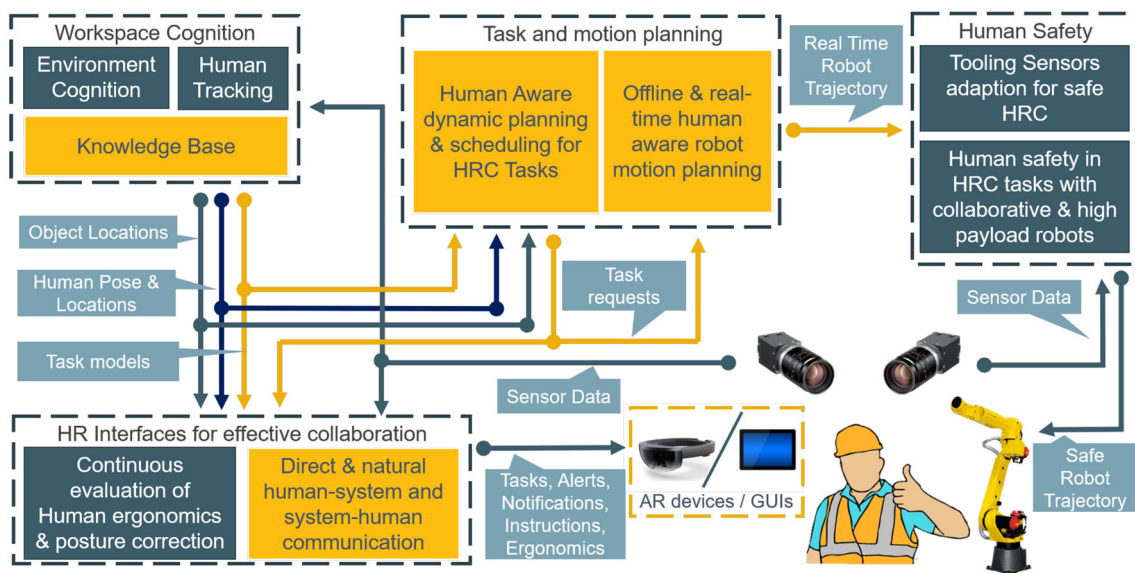 Workspace Cognition
Environment
Cognition
Human
Tracking
Knowledge Base
Task and motion planning
Human Aware
dynamic planning
& scheduling for
HRC Tasks
Offline & real-
time human
aware robot
motion planning
Real Time
Robot
Trajectory
Human Safety
Tooling Sensors
adaption for safe
HRC
Human safety in
HRC tasks with
collaborative & high
payload robots
Object Locations
Human Pose &
Locations
Task models
Task
requests
Sensor Data
Sensor Data
HR Interfaces for effective collaboration
Continuous
evaluation of
Human ergonomics
& posture correction
Direct & natural
human-system and
system-human
communication
Tasks, Alerts,
Notifications,
Instructions,
Ergonomics
AR devices / GUIs
Safe
Robot
Trajectory